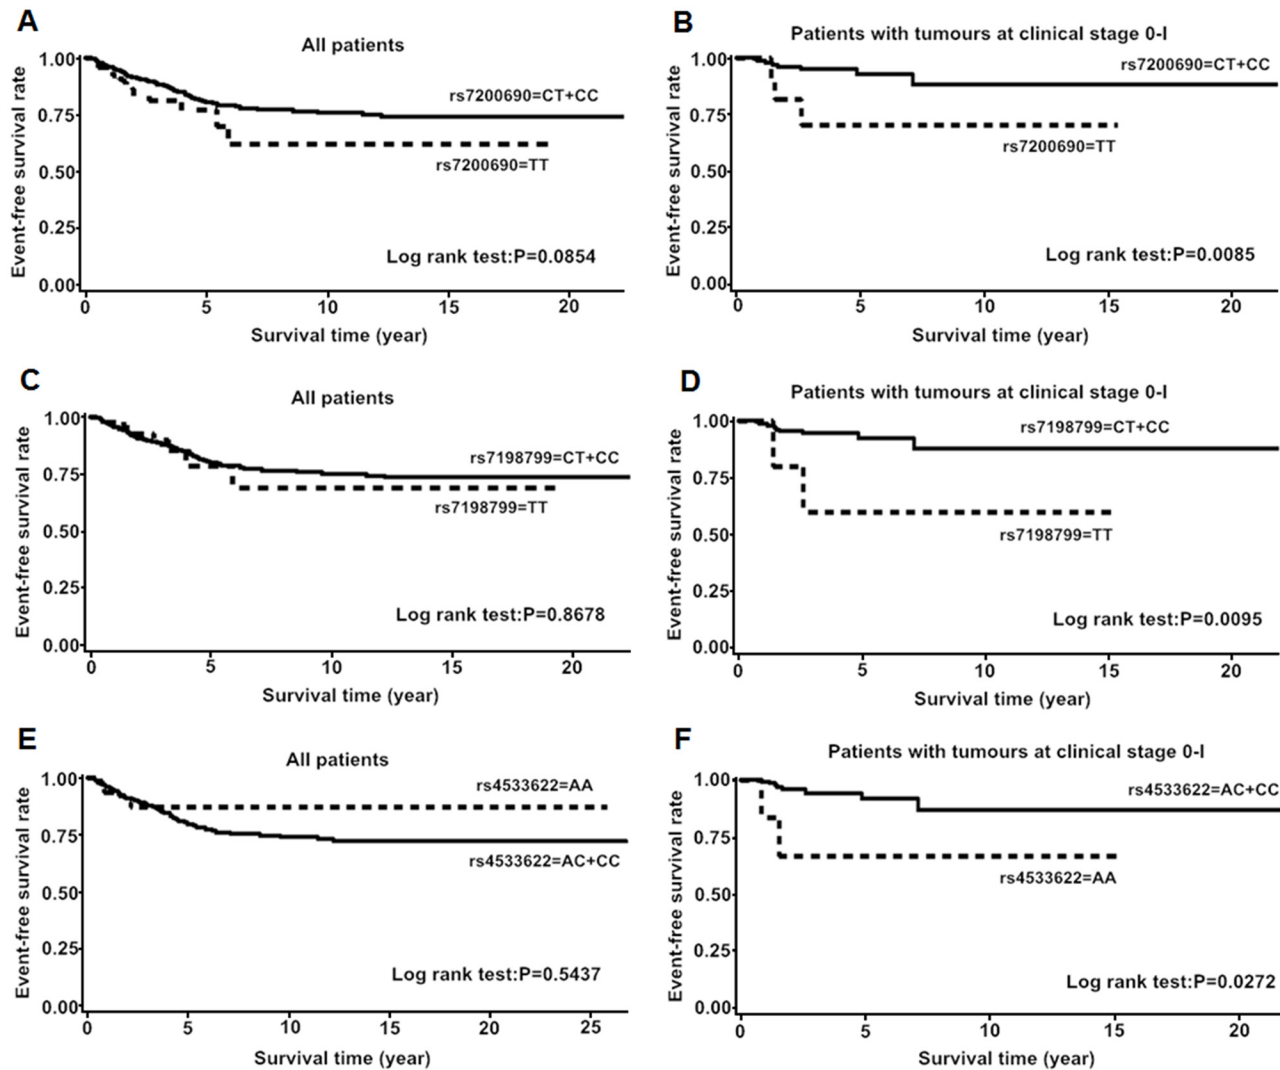 A
All patients
Event-free survival rate
1.00
0.75
0.50
0.25
0.00
rs7200690=CT+CC
rs7200690=TT
Log rank test:P=0.0854
0 5 10 15 20
Survival time (year)
B
Patients with tumours at clinical stage 0-I
Event-free survival rate
1.00
0.75
0.50
0.25
0.00
rs7200690=CT+CC
rs7200690=TT
Log rank test:P=0.0085
0 5 10 15 20
Survival time (year)
C
All patients
Event-free survival rate
1.00
0.75
0.50
0.25
0.00
rs7198799=CT+CC
rs7198799=TT
Log rank test:P=0.8678
0 5 10 15 20
Survival time (year)
D
Patients with tumours at clinical stage 0-I
Event-free survival rate
1.00
0.75
0.50
0.25
0.00
rs7198799=CT+CC
rs7198799=TT
Log rank test:P=0.0095
0 5 10 15 20
Survival time (year)
E
All patients
Event-free survival rate
1.00
0.75
0.50
0.25
0.00
rs4533622=AA
rs4533622=AC+CC
Log rank test:P=0.5437
0 5 10 15 20 25
Survival time (year)
F
Patients with tumours at clinical stage 0-I
Event-free survival rate
1.00
0.75
0.50
0.25
0.00
rs4533622=AC+CC
rs4533622=AA
Log rank test:P=0.0272
0 5 10 15 20
Survival time (year)